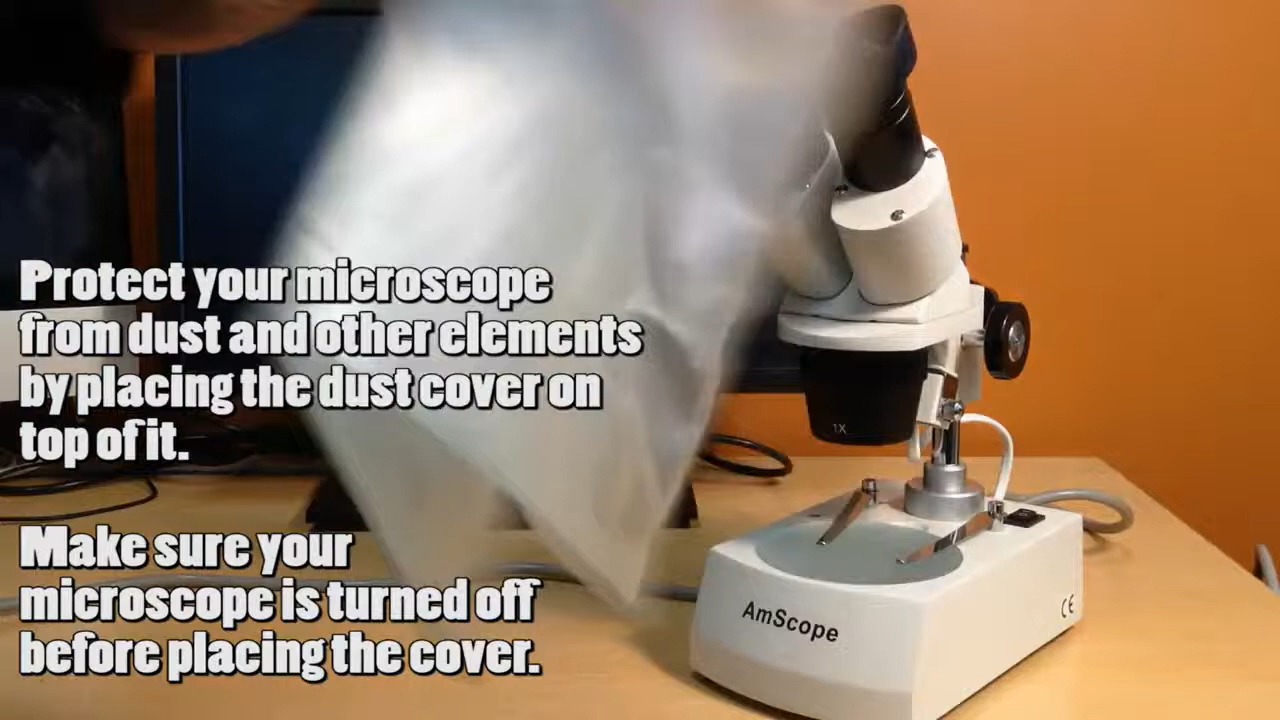 Protect your microscope
from dust and other elements
by placing the dust cover on
top of it.
Make sure your
microscope is turned off
before placing the cover.
1X
AmScope
CE